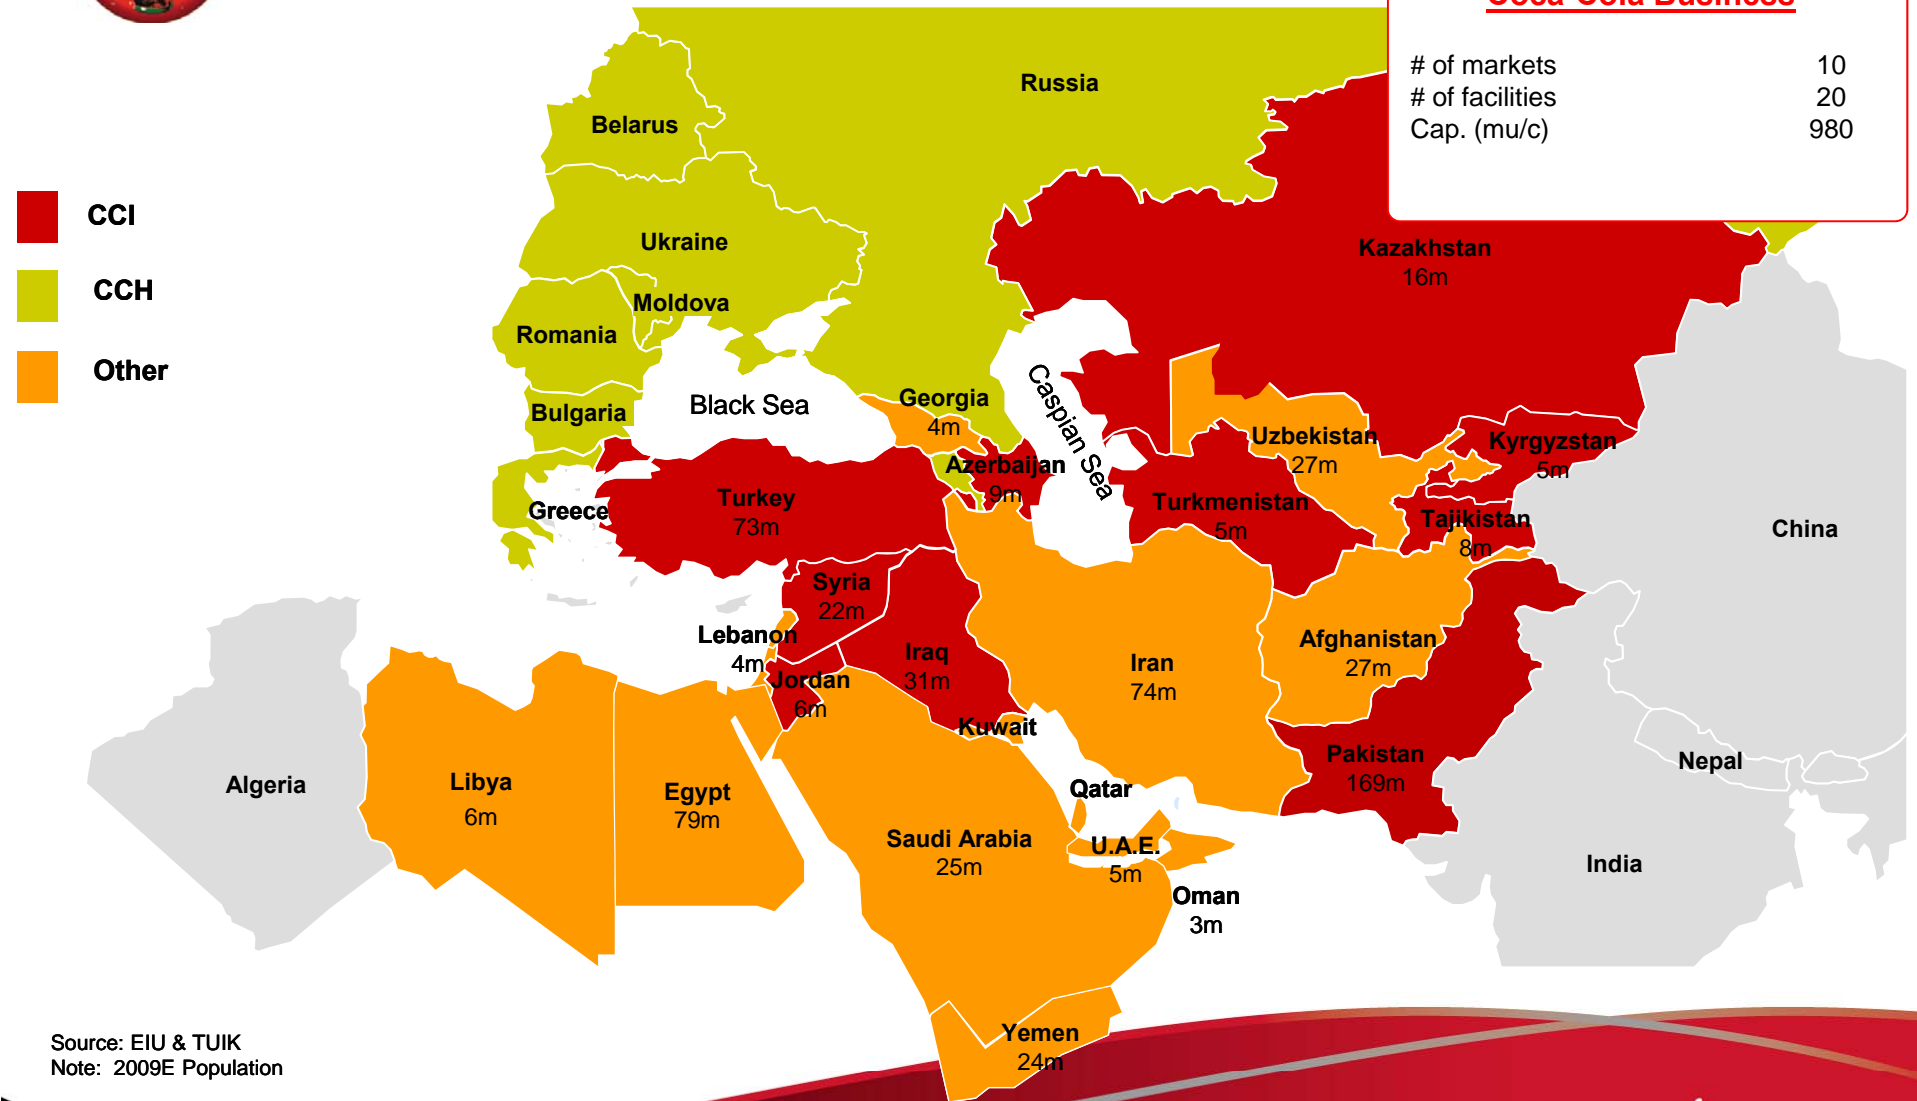 Coca-Cola Business
# of markets 10
# of facilities 20
Cap. (mu/c) 980
Russia
Belarus
CCI
Ukraine
Kazakhstan
16m
CCH
Moldova
Romania
Other
Bulgaria
Black Sea
Georgia
4m
Caspian Sea
Uzbekistan
27m
Kyrgyzstan
5m
Azerbaijan
9m
Turkey
73m
Greece
Turkmenistan
5m
Tajikistan
8m
China
Syria
22m
Lebanon
4m
Jordan
6m
Iraq
31m
Iran
74m
Afghanistan
27m
Kuwait
Pakistan
169m
Nepal
Algeria
Libya
6m
Egypt
79m
Qatar
Saudi Arabia
25m
U.A.E.
5m
India
Oman
3m
Yemen
24m
Source: EIU & TUIK
Note: 2009E Population